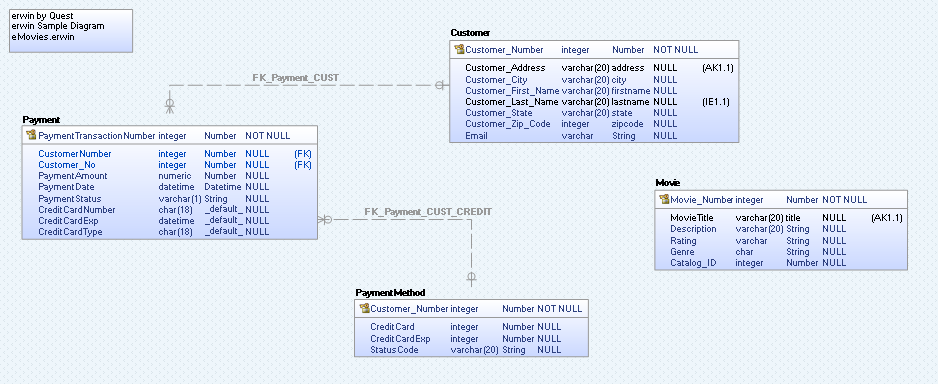 erwin by Quest
erwin Sample Diagram
eMovies.erwin
Customer
Customer_Number integer Number NOT NULL
Customer_Address varchar(20) address NULL (AK1.1)
Customer_City varchar(20) city NULL
Customer_First_Name varchar(20) firstname NULL
Customer_Last_Name varchar(20) lastname NULL (IE1.1)
Customer_State varchar(20) state NULL
Customer_Zip_Code integer zipcode NULL
Email varchar String NULL
FK_Payment_CUST
Payment
PaymentTransactionNumber integer Number NOT NULL
CustomerNumber integer Number NULL (FK)
Customer_No integer Number NULL (FK)
PaymentAmount numeric Number NULL
PaymentDate datetime Datetime NULL
PaymentStatus varchar(1) String NULL
CreditCardNumber char(18) _default_ NULL
CreditCardExp datetime _default_ NULL
CreditCardType char(18) _default_ NULL
FK_Payment_CUST_CREDIT
Movie
Movie_Number integer Number NOT NULL
MovieTitle varchar(20) title NULL (AK1.1)
Description varchar(20) String NULL
Rating varchar String NULL
Genre char String NULL
Catalog_ID integer Number NULL
PaymentMethod
Customer_Number integer Number NOT NULL
CreditCard integer Number NULL
CreditCardExp integer Number NULL
StatusCode varchar(20) String NULL